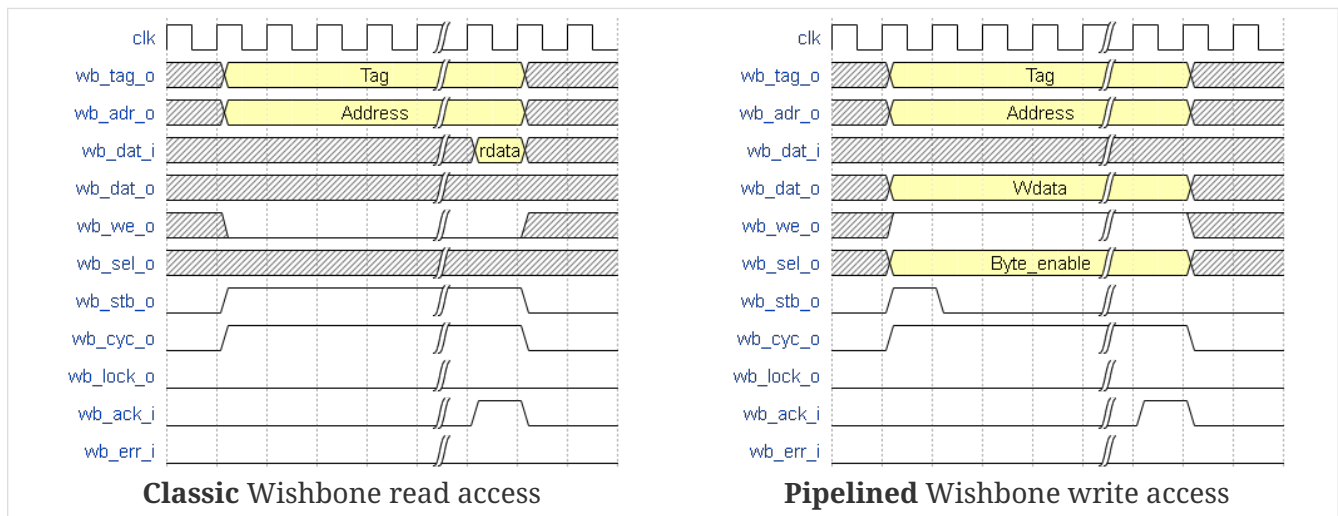 clk
wb_tag_o Tag
wb_adr_o Address
wb_dat_i rdata
wb_dat_o
wb_we_o
wb_sel_o
wb_stb_o
wb_cyc_o
wb_lock_o
wb_ack_i
wb_err_i
Classic Wishbone read access
clk
wb_tag_o Tag
wb_adr_o Address
wb_dat_i
wb_dat_o Wdata
wb_we_o
wb_sel_o Byte_enable
wb_stb_o
wb_cyc_o
wb_lock_o
wb_ack_i
wb_err_i
Pipelined Wishbone write access